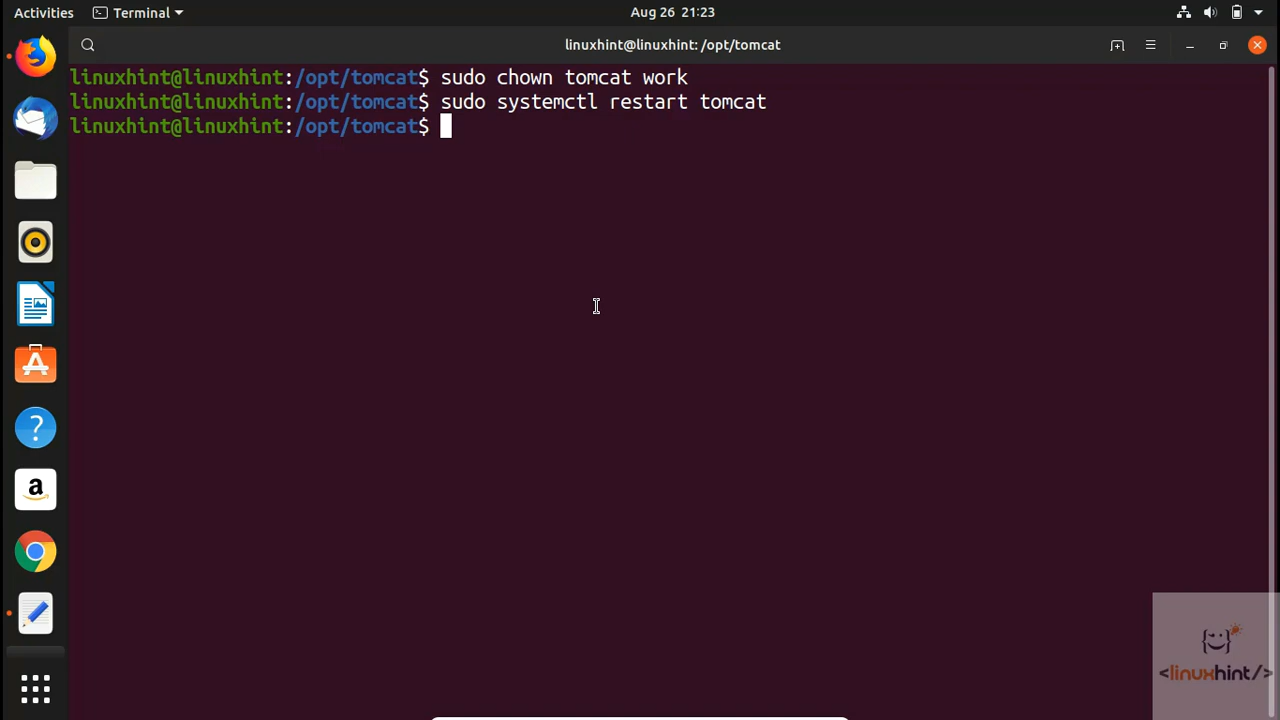 Activities
Terminal
Aug 26 21:23
linuxhint@linuxhint: /opt/tomcat
linuxhint@linuxhint:/opt/tomcat$ sudo chown tomcat work
linuxhint@linuxhint:/opt/tomcat$ sudo systemctl restart tomcat
linuxhint@linuxhint:/opt/tomcat$
?
a
<linuxhint/>